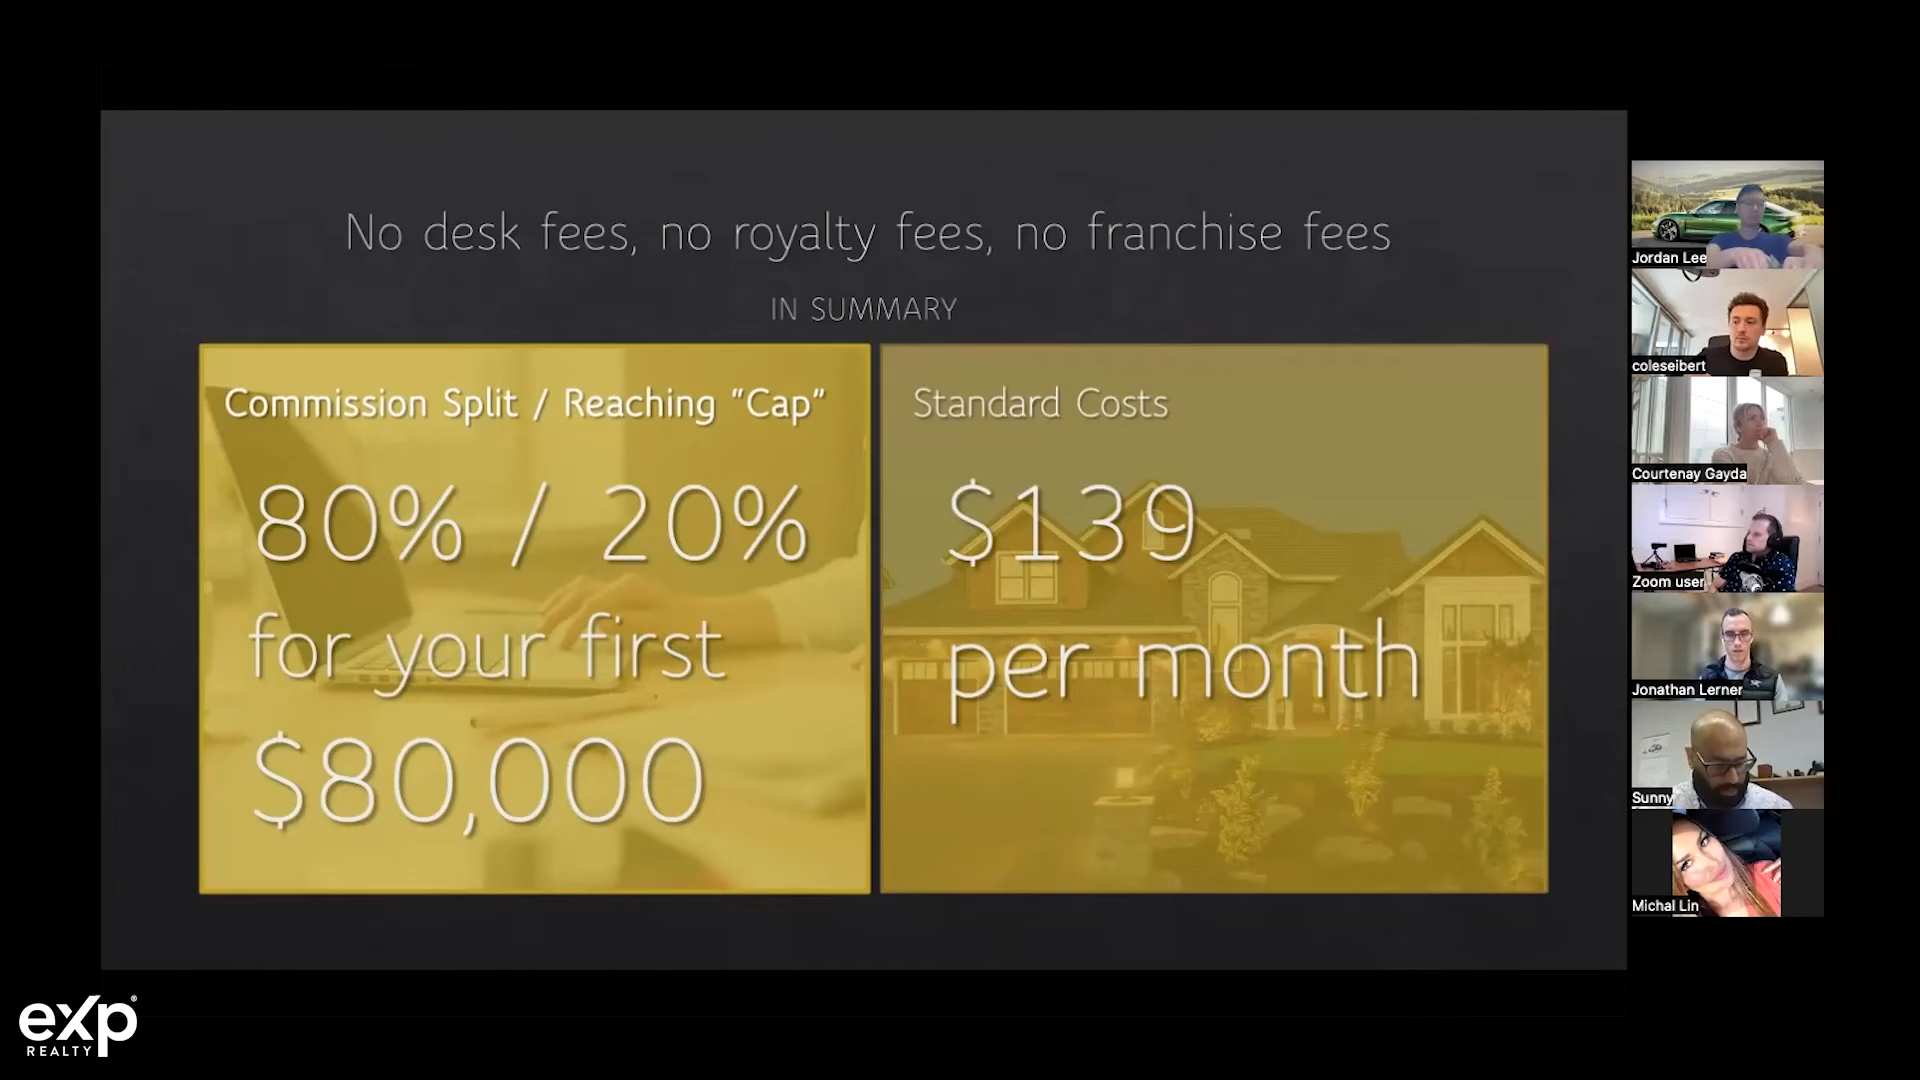 No desk fees, no royalty fees, no franchise fees
IN SUMMARY
Commission Split / Reaching "Cap"
80% / 20%
for your first
$80,000
Standard Costs
$139
per month
Jordan Lee
coleseibert
Courtenay Gayda
Zoom user
Jonathan Lerner
Sunny
Michal Lin
eXp®
REALTY